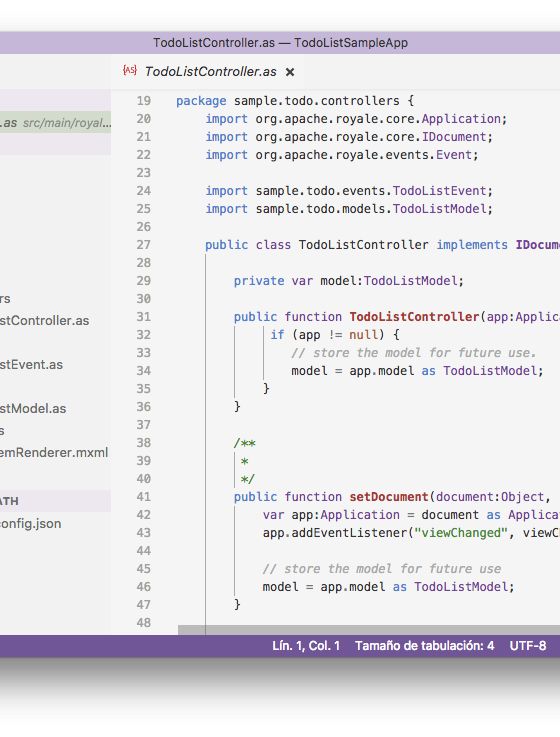 TodoListController.as — TodoListSampleApp
{AS} TodoListController.as ×
.as src/main/royal...
rs
stController.as
stEvent.as
stModel.as
s
emRenderer.mxml
ATH
config.json
19 package sample.todo.controllers {
20 import org.apache.royale.core.Application;
21 import org.apache.royale.core.IDocument;
22 import org.apache.royale.events.Event;
23
24 import sample.todo.events.TodoListEvent;
25 import sample.todo.models.TodoListModel;
26
27 public class TodoListController implements IDocume
28
29 private var model:TodoListModel;
30
31 public function TodoListController(app:Applica
32 if (app != null) {
33 // store the model for future use.
34 model = app.model as TodoListModel;
35 }
36 }
37
38 /**
39 *
40 */
41 public function setDocument(document:Object,
42 var app:Application = document as Applicat
43 app.addEventListener("viewChanged", viewCh
44
45 // store the model for future use
46 model = app.model as TodoListModel;
47 }
48
Lín. 1, Col. 1 Tamaño de tabulación: 4 UTF-8